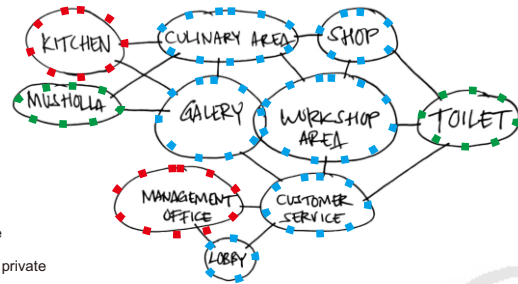 KITCHEN
CULINARY AREA
SHOP
MUSHOLLA
GALERY
WORKSHOP
AREA
TOILET
MANAGEMENT
OFFICE
CUSTOMER
SERVICE
LOBBY
private